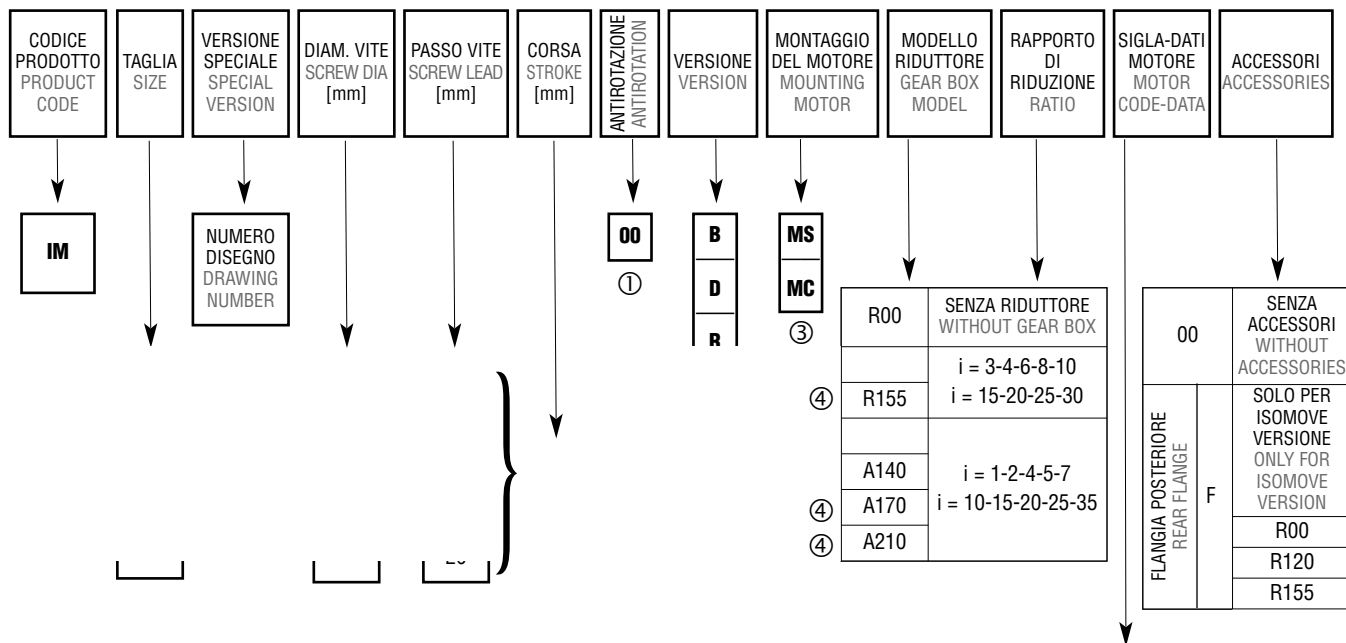 CODICE
PRODOTTO
PRODUCT
CODE
TAGLIA
SIZE
VERSIONE
SPECIALE
SPECIAL
VERSION
DIAM. VITE
SCREW DIA
[mm]
PASSO VITE
SCREW LEAD
[mm]
CORSA
STROKE
[mm]
ANTIROTAZIONE
ANTIROTATION
VERSIONE
VERSION
MONTAGGIO
DEL MOTORE
MOUNTING
MOTOR
MODELLO
RIDUTTORE
GEAR BOX
MODEL
RAPPORTO
DI
RIDUZIONE
RATIO
SIGLA-DATI
MOTORE
MOTOR
CODE-DATA
ACCESSORI
ACCESSORIES
IM
NUMERO
DISEGNO
DRAWING
NUMBER
00
①
B
D
MS
MC
③
R00
SENZA RIDUTTORE
WITHOUT GEAR BOX
i = 3-4-6-8-10
④ R155
i = 15-20-25-30
A140
i = 1-2-4-5-7
④ A170
i = 10-15-20-25-35
④ A210
00
SENZA
ACCESSORI
WITHOUT
ACCESSORIES
FLANGIA POSTERIORE
REAR FLANGE
F
SOLO PER
ISOMOVE
VERSIONE
ONLY FOR
ISOMOVE
VERSION
R00
R120
R155